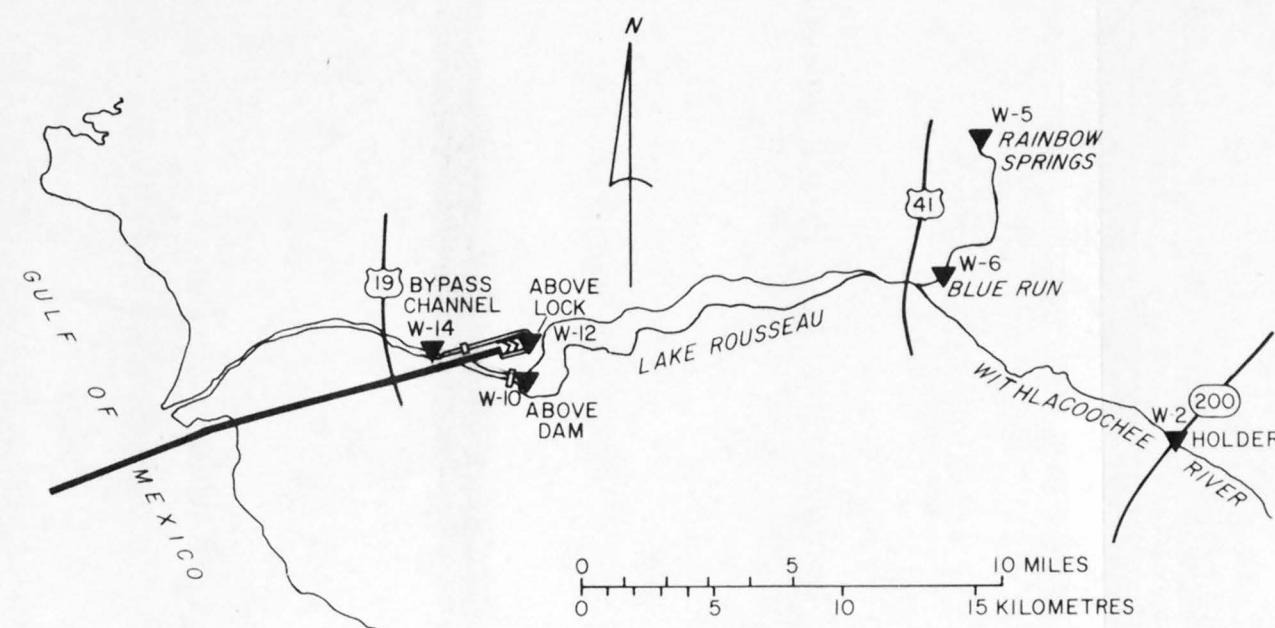 N
W-5
RAINBOW
SPRINGS
41
W-6
BLUE RUN
19
BYPASS
CHANNEL
W-14
ABOVE
LOCK
W-12
LAKE ROUSSEAU
W-10
ABOVE
DAM
GULF OF MEXICO
WITHLACOOCHEE RIVER
W-2
200
HOLDER
0 5 10 MILES
0 5 10 15 KILOMETRES